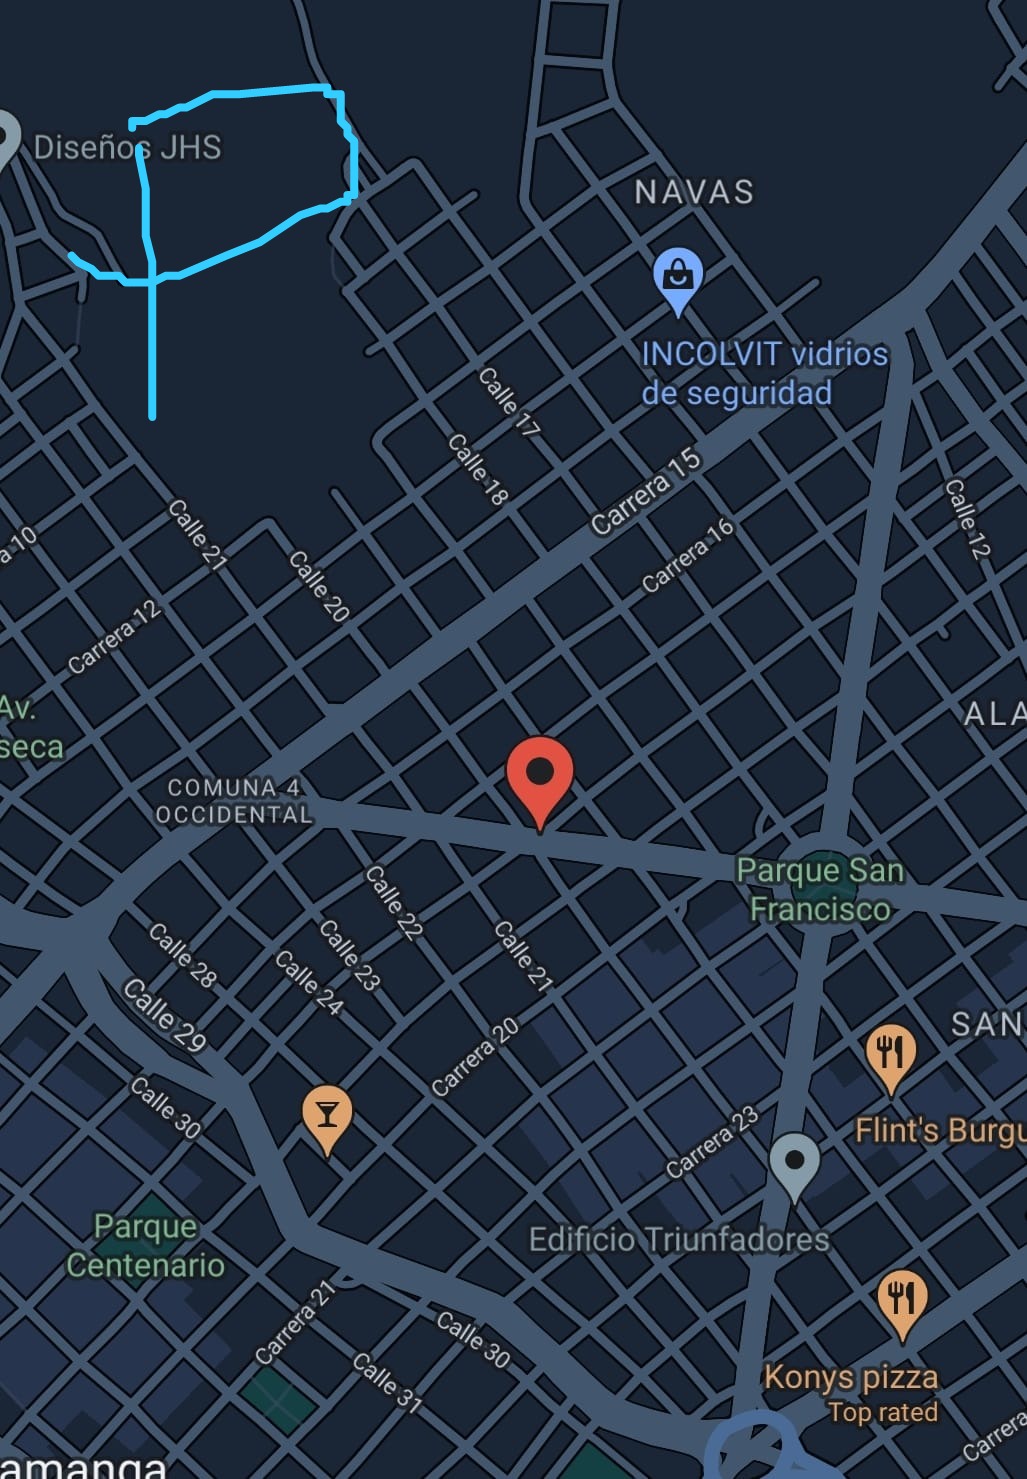 Diseños JHS
NAVAS
INCOLVIT vidrios
de seguridad
Calle 17
Calle 18
Carrera 15
Carrera 16
Calle 12
Calle 21
Calle 20
Carrera 12
a 10
Av.
seca
ALA
COMUNA 4
OCCIDENTAL
Parque San
Francisco
Calle 22
Calle 23
Calle 21
Calle 28
Calle 24
Calle 29
Carrera 20
SAN
Calle 30
Flint's Burgu
Carrera 23
Parque
Centenario
Edificio Triunfadores
Carrera 21
Calle 30
Calle 31
Konys pizza
Top rated
Carrera
amanga